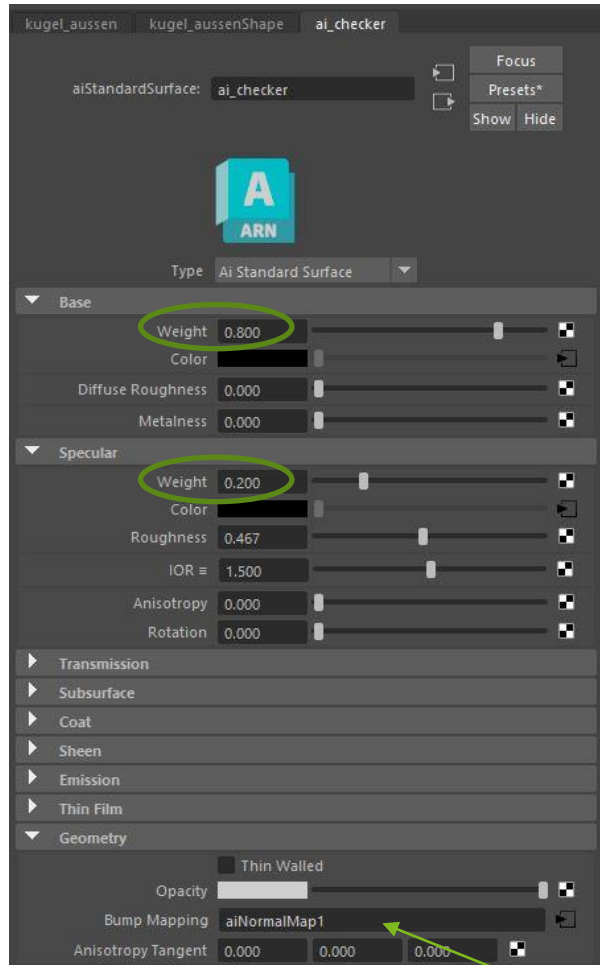 kugel_aussen kugel_aussenShape ai_checker
Focus
aiStandardSurface: ai_checker
Presets*
Show Hide
A
ARN
Type Ai Standard Surface
Base
Weight 0.800
Color
Diffuse Roughness 0.000
Metalness 0.000
Specular
Weight 0.200
Color
Roughness 0.467
IOR ≡ 1.500
Anisotropy 0.000
Rotation 0.000
Transmission
Subsurface
Coat
Sheen
Emission
Thin Film
Geometry
Thin Walled
Opacity
Bump Mapping aiNormalMap1
Anisotropy Tangent 0.000 0.000 0.000